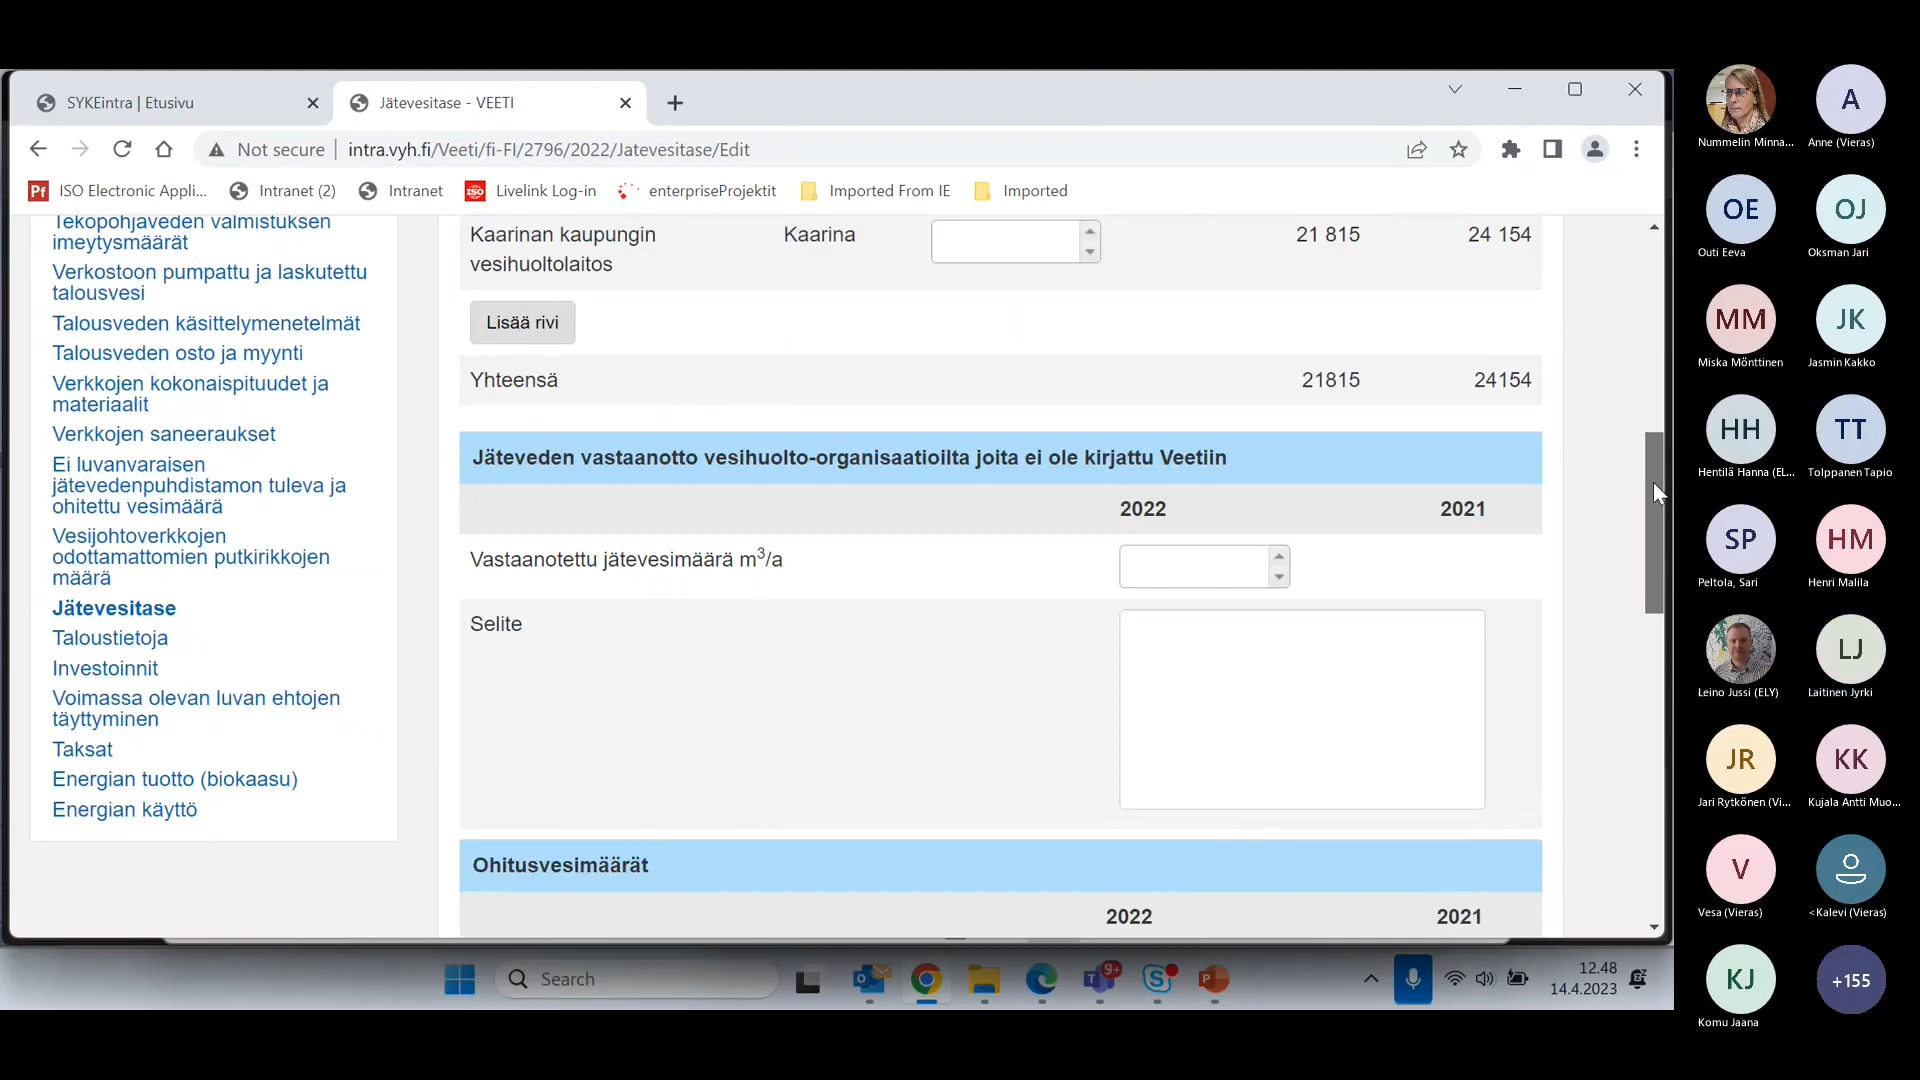 SYKEintra | Etusivu
Jätevesitase - VEETI
Not secure
intra.vyh.fi/Veeti/fi-FI/2796/2022/Jatevesitase/Edit
ISO Electronic Appli...
Intranet (2)
Intranet
Livelink Log-in
enterpriseProjektit
Imported From IE
Imported
Tekopohjaveden valmistuksen
imeytysmäärät
Verkostoon pumpattu ja laskutettu
talousvesi
Talousveden käsittelymenetelmät
Talousveden osto ja myynti
Verkkojen kokonaispituudet ja
materiaalit
Verkkojen saneeraukset
Ei luvanvaraisen
jätevedenpuhdistamon tuleva ja
ohitettu vesimäärä
Vesijohtoverkkojen
odottamattomien putkirikkojen
määrä
Jätevesitase
Taloustietoja
Investoinnit
Voimassa olevan luvan ehtojen
täyttyminen
Taksat
Energian tuotto (biokaasu)
Energian käyttö
Kaarinan kaupungin Kaarina 21 815 24 154
vesihuoltolaitos
Lisää rivi
Yhteensä 21815 24154
Jäteveden vastaanotto vesihuolto-organisaatioilta joita ei ole kirjattu Veetiin
2022 2021
Vastaanotettu jätevesimäärä m³/a
Selite
Ohitusvesimäärät
2022 2021
Search
9+
12.48
14.4.2023
Nummelin Minna...
A
Anne (Vieras)
OE
Outi Eeva
OJ
Oksman Jari
MM
Miska Mönttinen
JK
Jasmin Kakko
HH
Hentilä Hanna (EL...
TT
Tolppanen Tapio
SP
Peltola, Sari
HM
Henri Malila
Leino Jussi (ELY)
LJ
Laitinen Jyrki
JR
Jari Rytkönen (Vi...
KK
Kujala Antti Muo...
V
Vesa (Vieras)
<Kalevi (Vieras)
KJ
Komu Jaana
+155